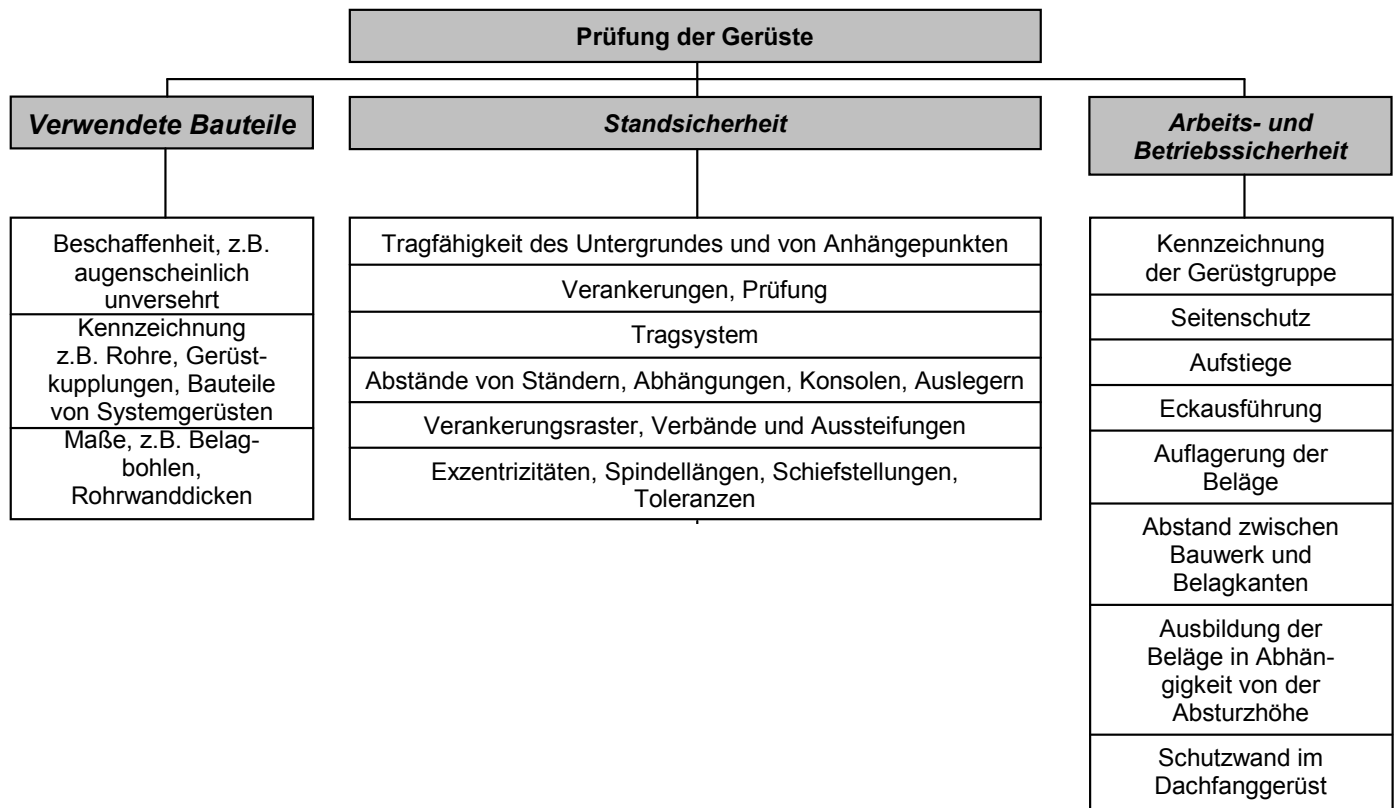 Prüfung der Gerüste
Verwendete Bauteile
Beschaffenheit, z.B.
augenscheinlich
unversehrt
Kennzeichnung
z.B. Rohre, Gerüst-
kupplungen, Bauteile
von Systemgerüsten
Maße, z.B. Belag-
bohlen,
Rohrwanddicken
Standsicherheit
Tragfähigkeit des Untergrundes und von Anhängepunkten
Verankerungen, Prüfung
Tragsystem
Abstände von Ständern, Abhängungen, Konsolen, Auslegern
Verankerungsraster, Verbände und Aussteifungen
Exzentrizitäten, Spindellängen, Schiefstellungen,
Toleranzen
Arbeits- und
Betriebssicherheit
Kennzeichnung
der Gerüstgruppe
Seitenschutz
Aufstiege
Eckausführung
Auflagerung der
Beläge
Abstand zwischen
Bauwerk und
Belagkanten
Ausbildung der
Beläge in Abhän-
gigkeit von der
Absturzhöhe
Schutzwand im
Dachfanggerüst